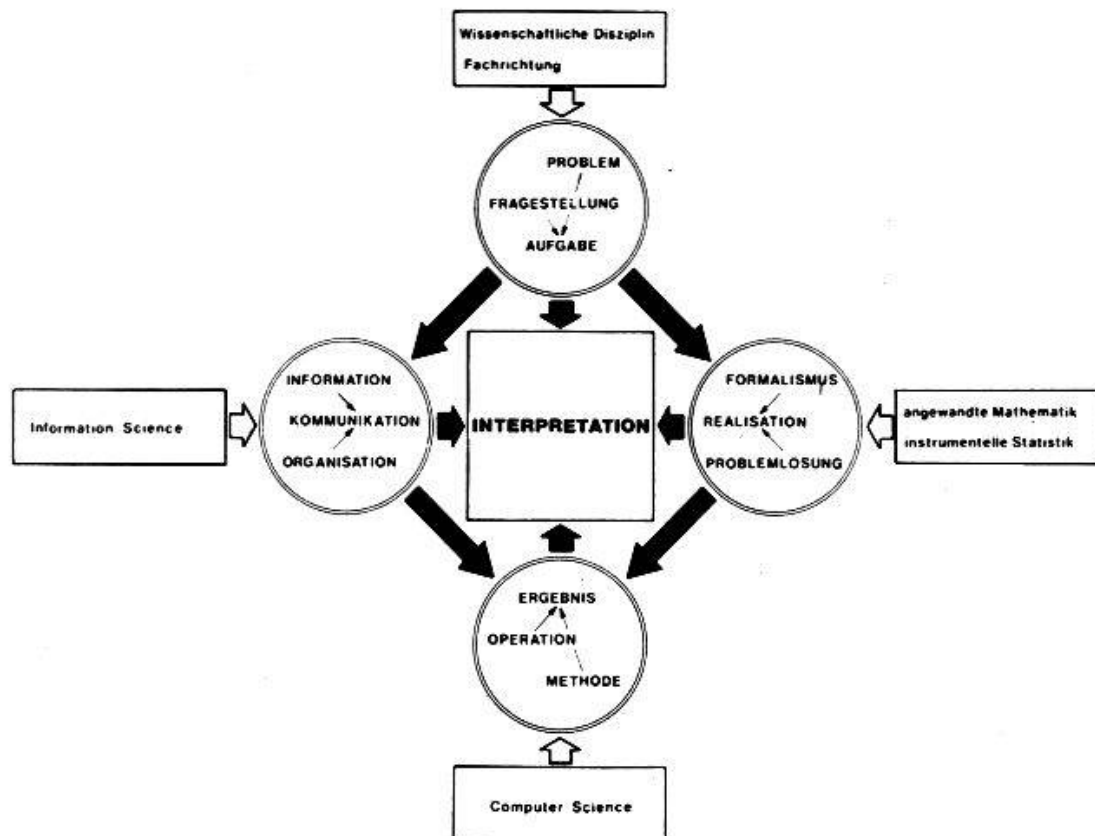 Wissenschaftliche Disziplin
Fachrichtung
PROBLEM
FRAGESTELLUNG
AUFGABE
INFORMATION
KOMMUNIKATION
ORGANISATION
Information Science
INTERPRETATION
FORMALISMUS
REALISATION
PROBLEMLOSUNG
angewandte Mathematik
instrumentelle Statistik
ERGEBNIS
OPERATION
METHODE
Computer Science